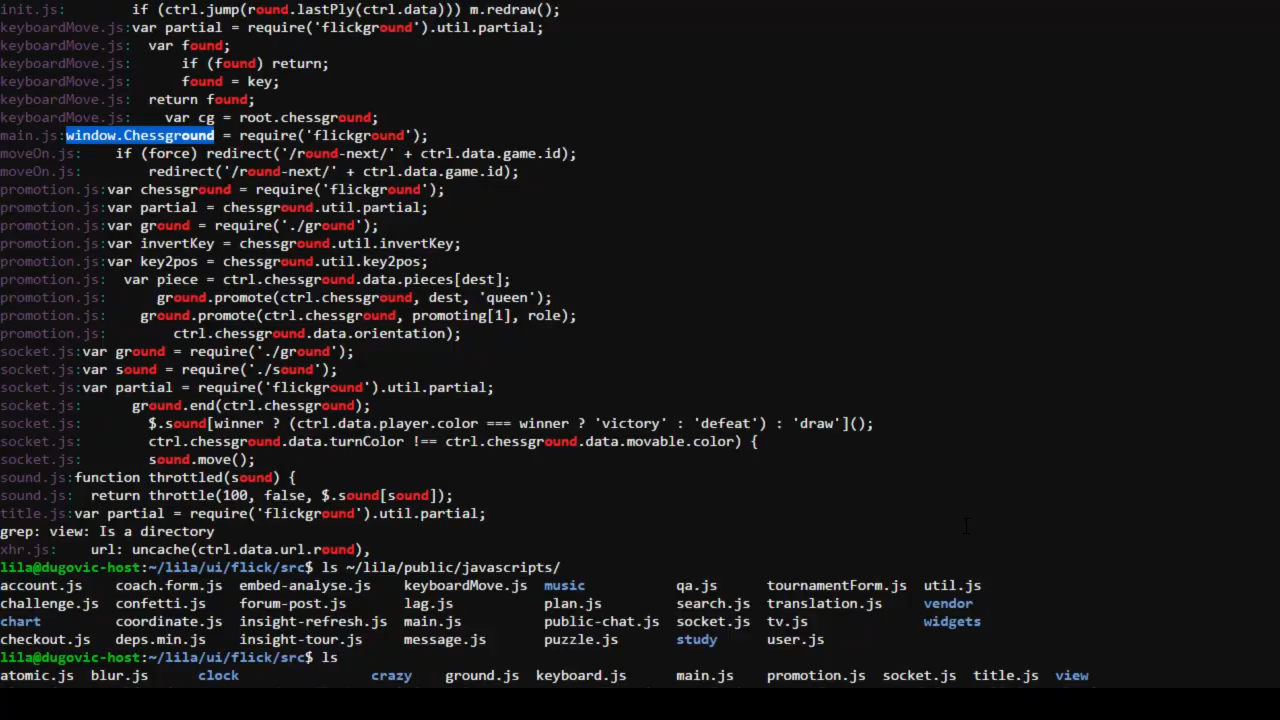 init.js:        if (ctrl.jump(round.lastPly(ctrl.data))) m.redraw();
keyboardMove.js:var partial = require('flickground').util.partial;
keyboardMove.js:  var found;
keyboardMove.js:      if (found) return;
keyboardMove.js:      found = key;
keyboardMove.js:  return found;
keyboardMove.js:    var cg = root.chessground;
main.js:window.Chessground = require('flickground');
moveOn.js:    if (force) redirect('/round-next/' + ctrl.data.game.id);
moveOn.js:        redirect('/round-next/' + ctrl.data.game.id);
promotion.js:var chessground = require('flickground');
promotion.js:var partial = chessground.util.partial;
promotion.js:var ground = require('./ground');
promotion.js:var invertKey = chessground.util.invertKey;
promotion.js:var key2pos = chessground.util.key2pos;
promotion.js:  var piece = ctrl.chessground.data.pieces[dest];
promotion.js:      ground.promote(ctrl.chessground, dest, 'queen');
promotion.js:    ground.promote(ctrl.chessground, promoting[1], role);
promotion.js:        ctrl.chessground.data.orientation);
socket.js:var ground = require('./ground');
socket.js:var sound = require('./sound');
socket.js:var partial = require('flickground').util.partial;
socket.js:      ground.end(ctrl.chessground);
socket.js:        $.sound[winner ? (ctrl.data.player.color === winner ? 'victory' : 'defeat') : 'draw']();
socket.js:        ctrl.chessground.data.turnColor !== ctrl.chessground.data.movable.color) {
socket.js:        sound.move();
sound.js:function throttled(sound) {
sound.js:  return throttle(100, false, $.sound[sound]);
title.js:var partial = require('flickground').util.partial;
grep: view: Is a directory
xhr.js:    url: uncache(ctrl.data.url.round),
lila@dugovic-host:~/lila/ui/flick/src$ ls ~/lila/public/javascripts/
account.js    coach.form.js  embed-analyse.js   keyboardMove.js  music           qa.js      tournamentForm.js  util.js
challenge.js  confetti.js    forum-post.js      lag.js           plan.js         search.js  translation.js     vendor
chart         coordinate.js  insight-refresh.js main.js          public-chat.js  socket.js  tv.js              widgets
checkout.js   deps.min.js    insight-tour.js    message.js       puzzle.js       study      user.js
lila@dugovic-host:~/lila/ui/flick/src$ ls
atomic.js  blur.js      clock              crazy    ground.js  keyboard.js      main.js    promotion.js  socket.js  title.js  view